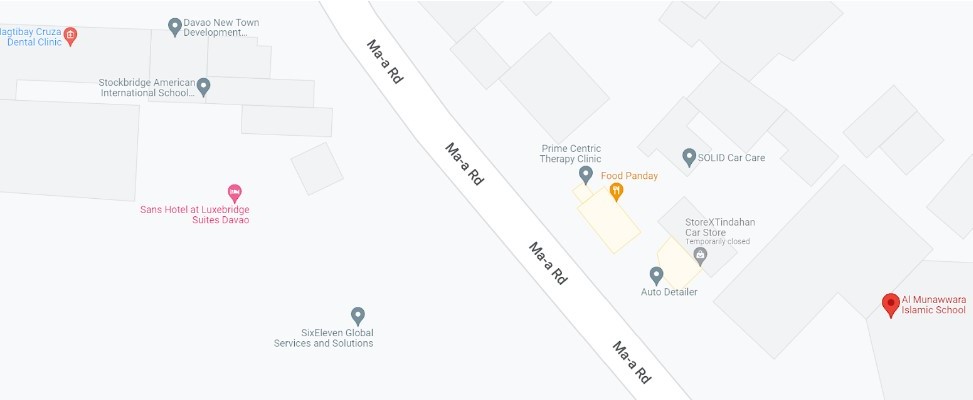 Davao New Town
Development...
Cruza
Dental Clinic
Ma-a Rd
Stockbridge American
International School...
Ma-a Rd
Prime Centric
Therapy Clinic
SOLID Car Care
Food Panday
Sans Hotel at Luxebridge
Suites Davao
StoreXTindahan
Car Store
Temporarily closed
Ma-a Rd
Auto Detailer
Al Munawwara
Islamic School
SixEleven Global
Services and Solutions
Ma-a Rd